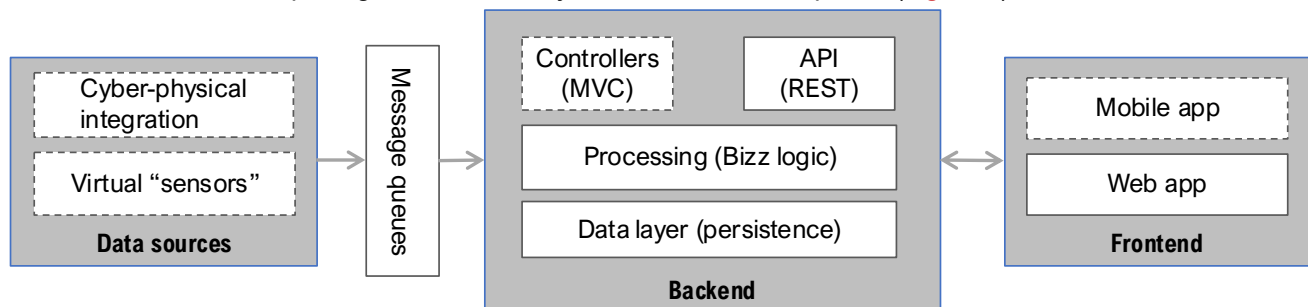 Cyber-physical
integration
Virtual “sensors”
Data sources
Message queues
Controllers
(MVC)
API
(REST)
Processing (Bizz logic)
Data layer (persistence)
Backend
Mobile app
Web app
Frontend